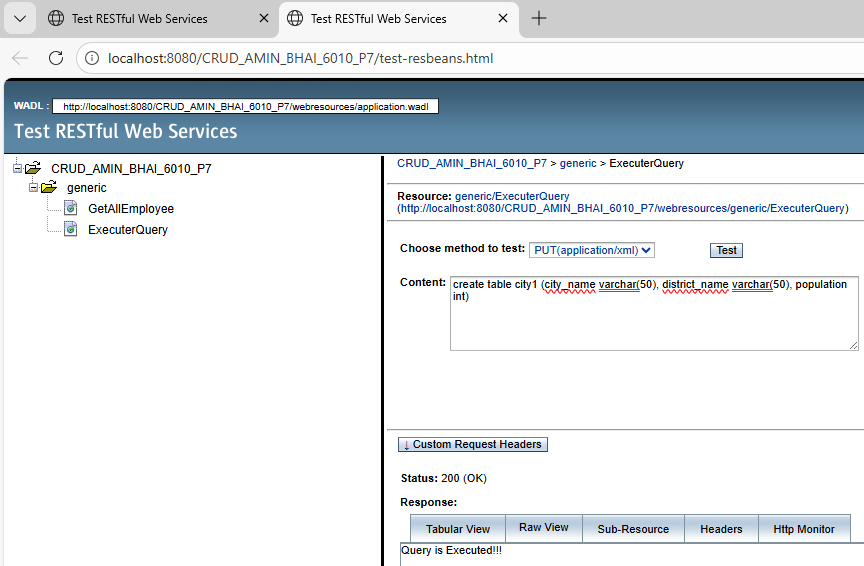 Test RESTful Web Services
Test RESTful Web Services
localhost:8080/CRUD_AMIN_BHAI_6010_P7/test-resbeans.html
WADL : http://localhost:8080/CRUD_AMIN_BHAI_6010_P7/webresources/application.wadl
Test RESTful Web Services
CRUD_AMIN_BHAI_6010_P7
generic
GetAllEmployee
ExecuterQuery
CRUD_AMIN_BHAI_6010_P7 > generic > ExecuterQuery
Resource: generic/ExecuterQuery
(http://localhost:8080/CRUD_AMIN_BHAI_6010_P7/webresources/generic/ExecuterQuery)
Choose method to test: PUT(application/xml) Test
Content: create table city1 (city_name varchar(50), district_name varchar(50), population
int)
↓ Custom Request Headers
Status: 200 (OK)
Response:
Tabular View Raw View Sub-Resource Headers Http Monitor
Query is Executed!!!